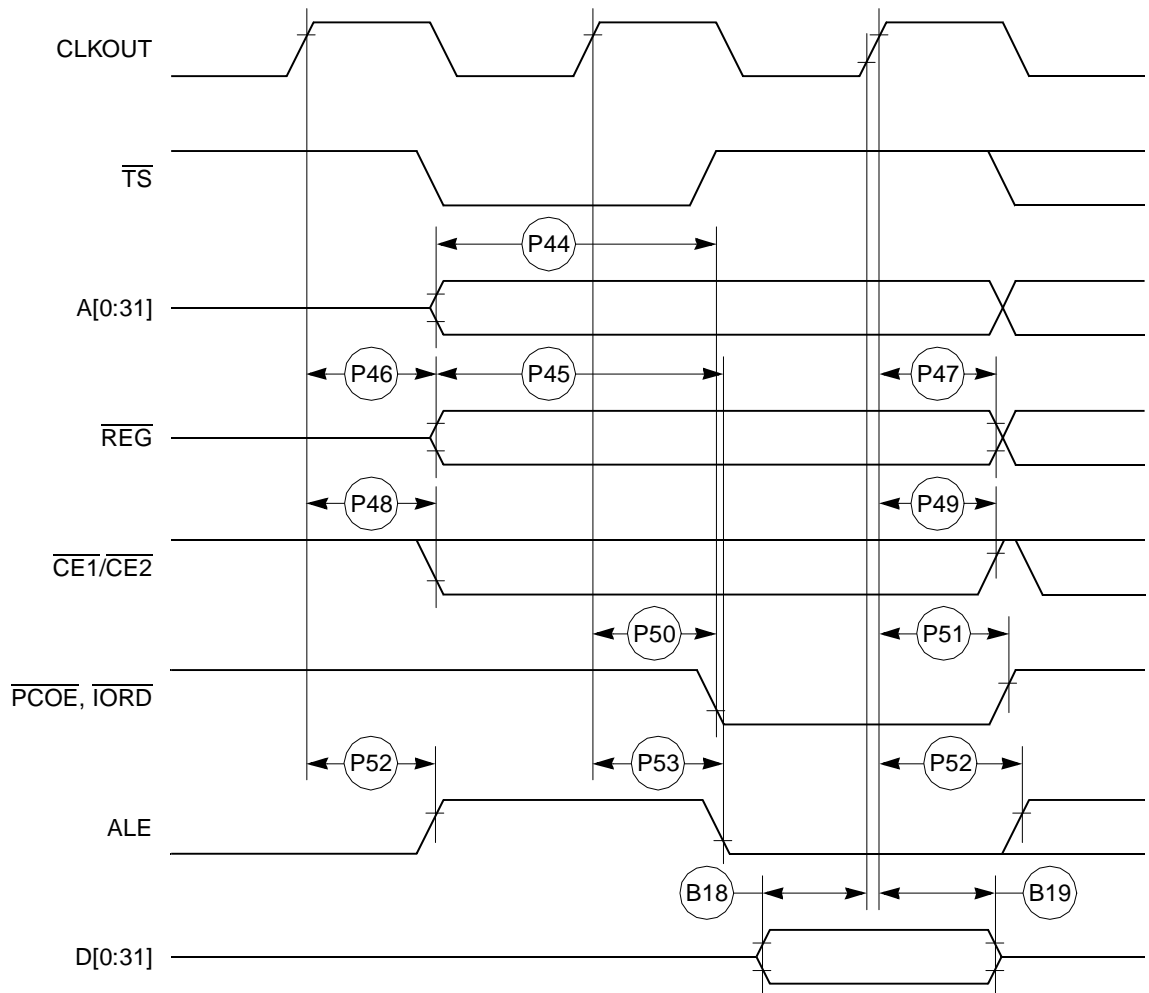 CLKOUT
TS
P44
A[0:31]
P46 P45 P47
REG
P48 P49
CE1/CE2
P50 P51
PCOE, IORD
P52 P53 P52
ALE
B18 B19
D[0:31]